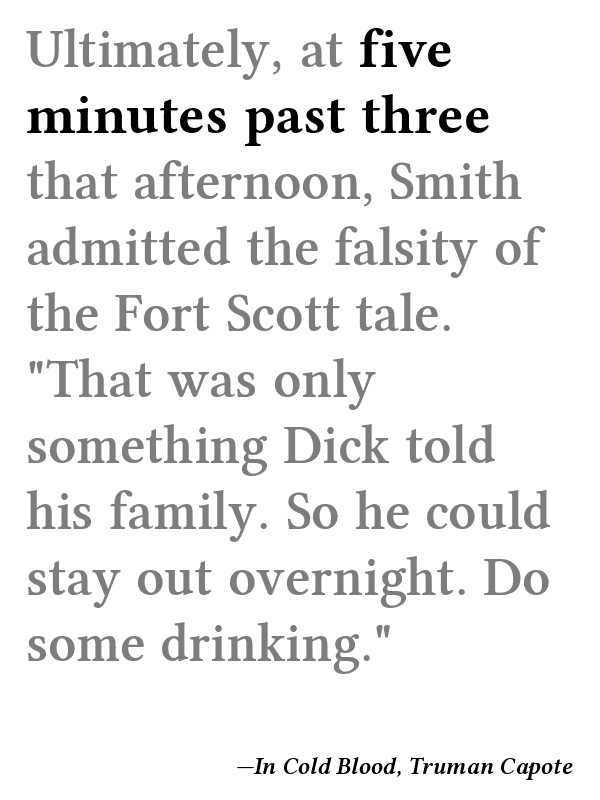 Ultimately, at five
minutes past three
that afternoon, Smith
admitted the falsity of
the Fort Scott tale.
"That was only
something Dick told
his family. So he could
stay out overnight. Do
some drinking."
—In Cold Blood, Truman Capote